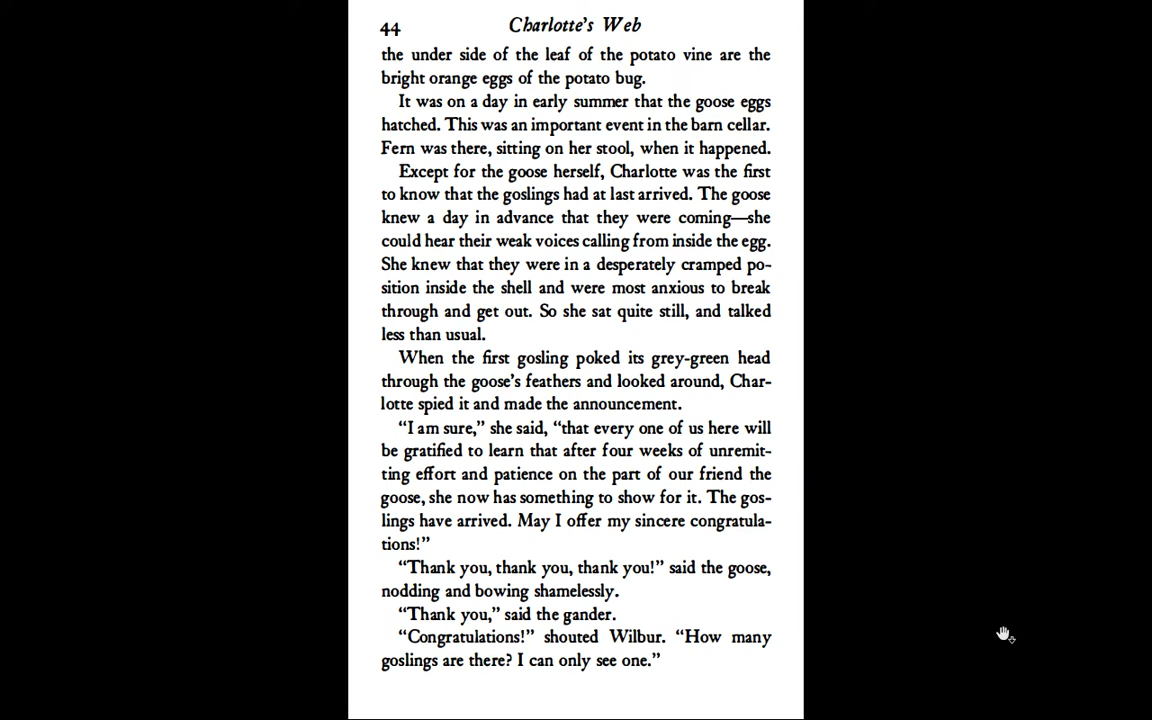 44 Charlotte's Web
the under side of the leaf of the potato vine are the
bright orange eggs of the potato bug.
It was on a day in early summer that the goose eggs
hatched. This was an important event in the barn cellar.
Fern was there, sitting on her stool, when it happened.
Except for the goose herself, Charlotte was the first
to know that the goslings had at last arrived. The goose
knew a day in advance that they were coming—she
could hear their weak voices calling from inside the egg.
She knew that they were in a desperately cramped po-
sition inside the shell and were most anxious to break
through and get out. So she sat quite still, and talked
less than usual.
When the first gosling poked its grey-green head
through the goose's feathers and looked around, Char-
lotte spied it and made the announcement.
“I am sure,” she said, “that every one of us here will
be gratified to learn that after four weeks of unremit-
ting effort and patience on the part of our friend the
goose, she now has something to show for it. The gos-
lings have arrived. May I offer my sincere congratula-
tions!”
“Thank you, thank you, thank you!” said the goose,
nodding and bowing shamelessly.
“Thank you,” said the gander.
“Congratulations!” shouted Wilbur. “How many
goslings are there? I can only see one.”